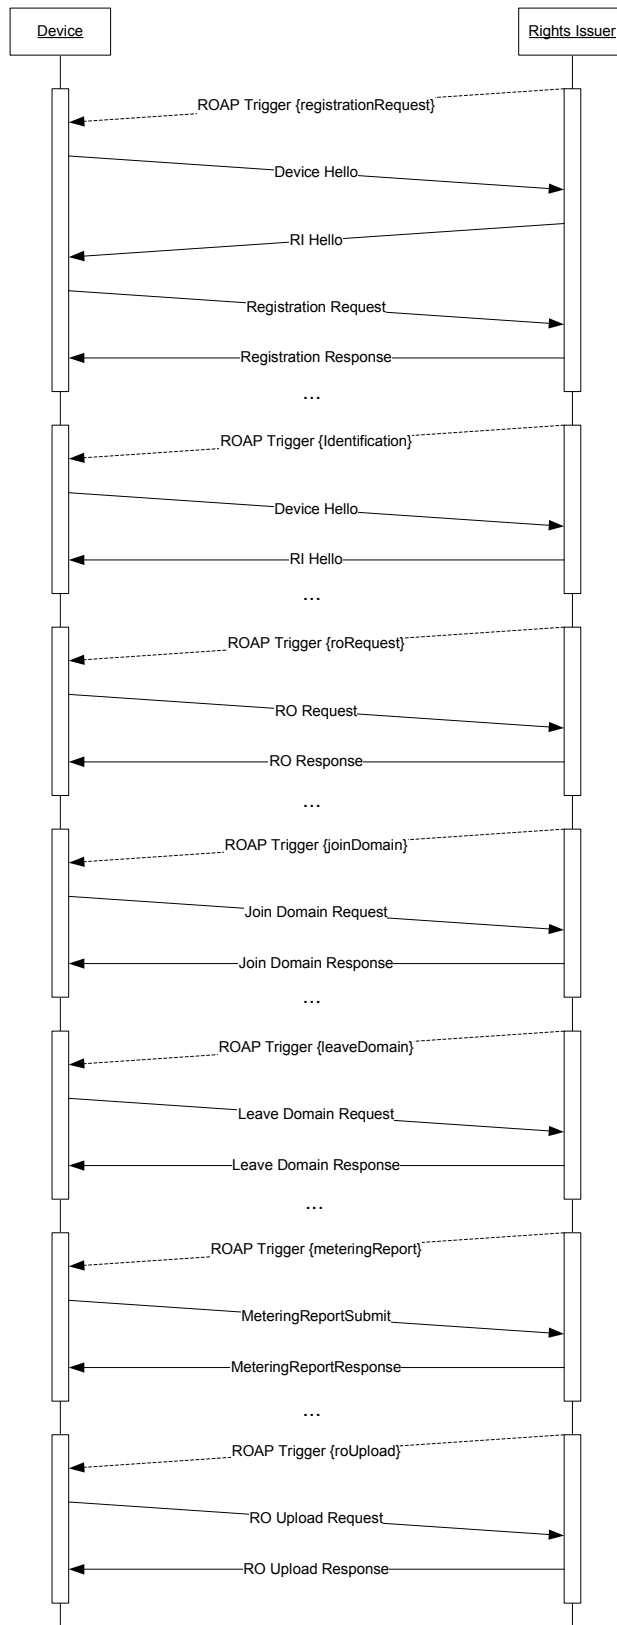 Device
Rights Issuer
ROAP Trigger {registrationRequest}
Device Hello
RI Hello
Registration Request
Registration Response
...
ROAP Trigger {Identification}
Device Hello
RI Hello
...
ROAP Trigger {roRequest}
RO Request
RO Response
...
ROAP Trigger {joinDomain}
Join Domain Request
Join Domain Response
...
ROAP Trigger {leaveDomain}
Leave Domain Request
Leave Domain Response
...
ROAP Trigger {meteringReport}
MeteringReportSubmit
MeteringReportResponse
...
ROAP Trigger {roUpload}
RO Upload Request
RO Upload Response